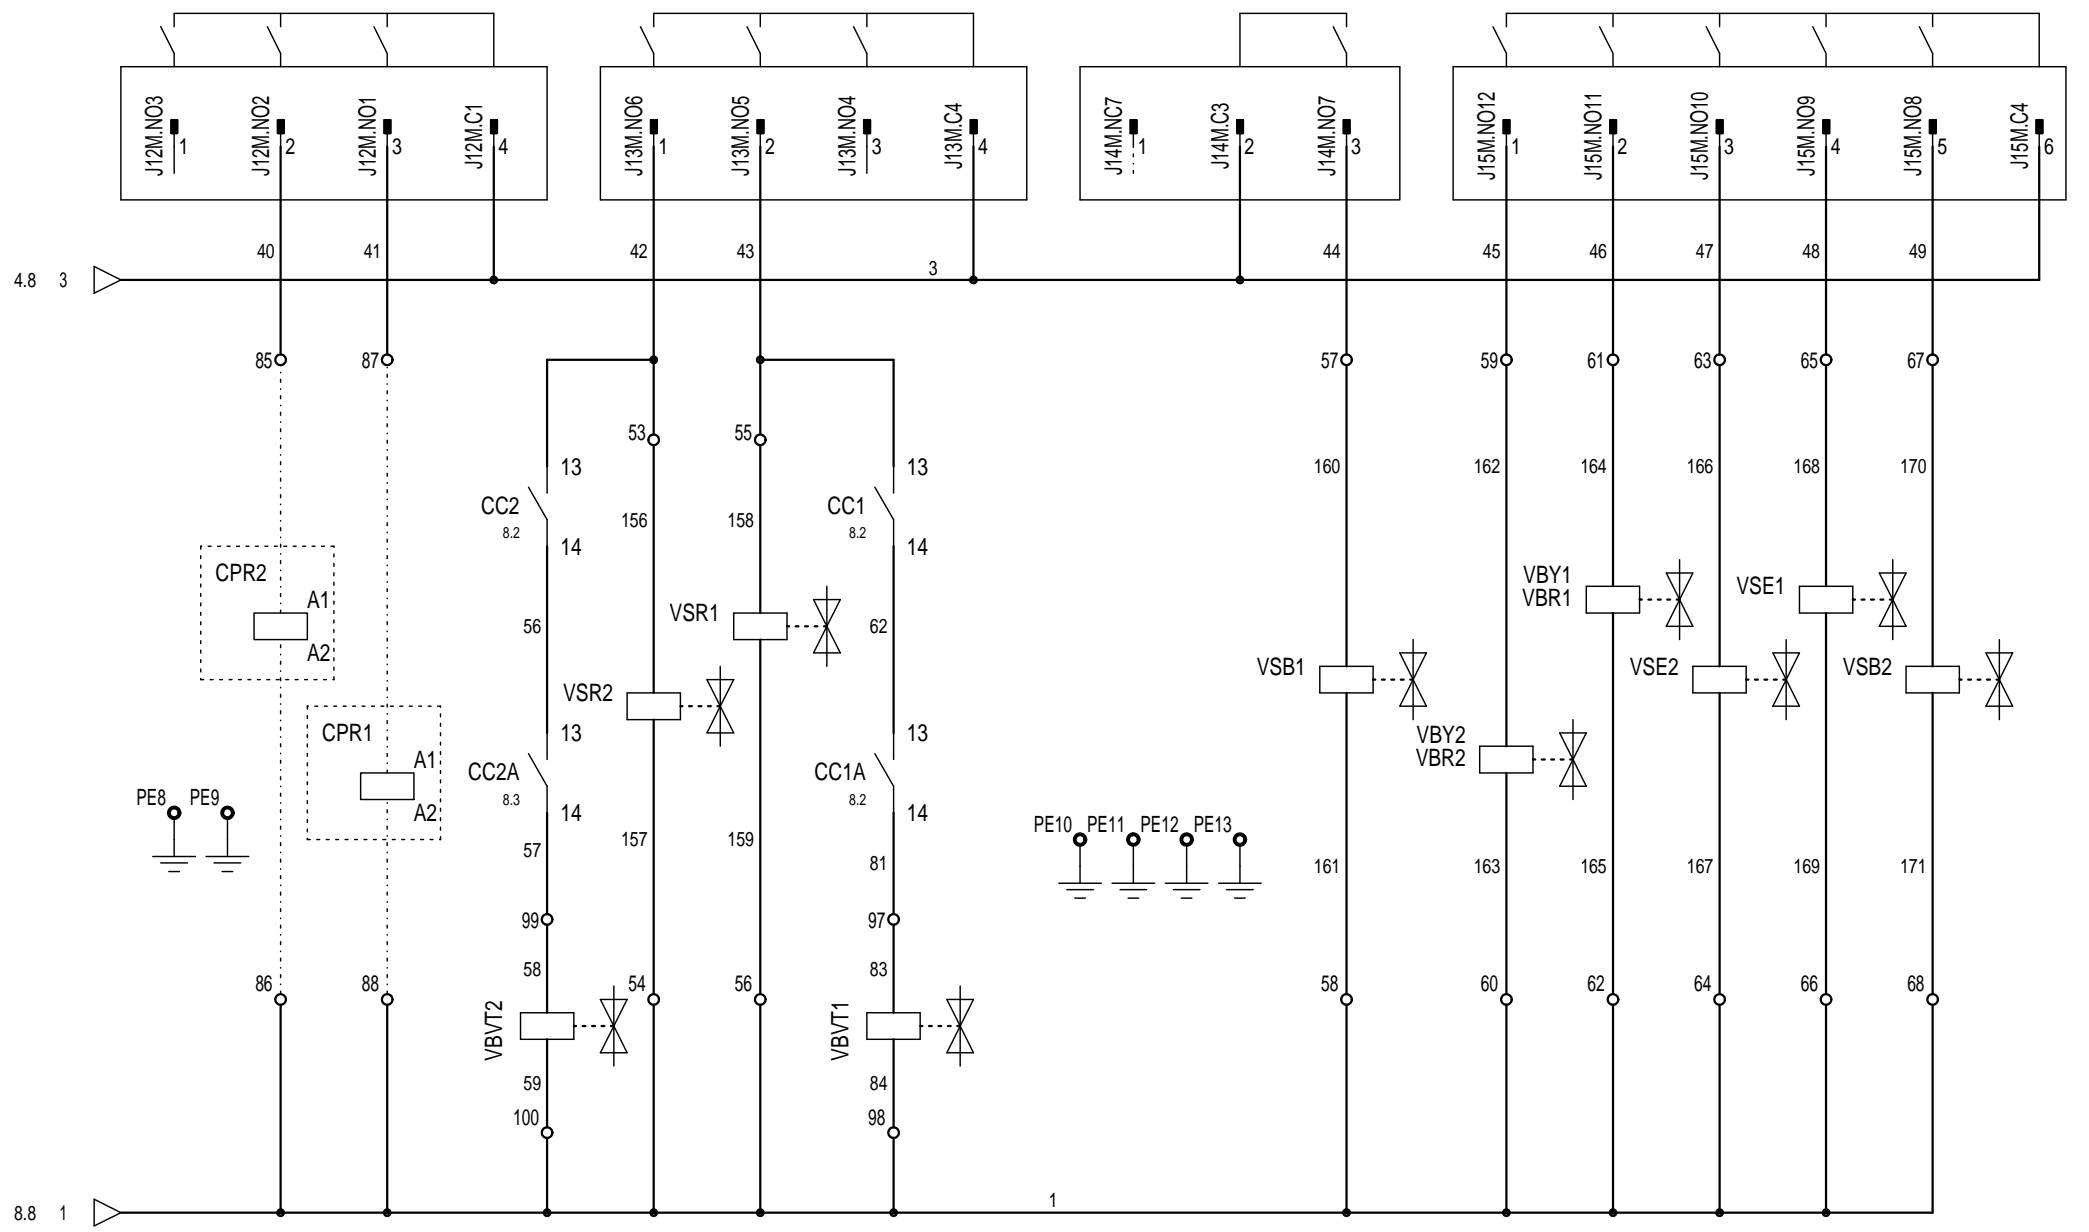 J12M.NO3 1 J12M.NO2 2 J12M.NO1 3 J12M.C1 4 J13M.NO6 1 J13M.NO5 2 J13M.NO4 3 J13M.C4 4 J14M.NC7 1 J14M.C3 2 J14M.NO7 3 J15M.NO12 1 J15M.NO11 2 J15M.NO10 3 J15M.NO9 4 J15M.NO8 5 J15M.C4 6
40 41 42 43 44 45 46 47 48 49
4.8 3 3
85 87 57 59 61 63 65 67
53 55
13 13 160 162 164 166 168 170
CC2 CC1
8.2 156 158 8.2
14 14
CPR2 VBY1 VSE1
A1 VBR1
56 VSR1 62
A2 VSB1 VSE2 VSB2
VSR2
CPR1 13 13 VBY2
A1 VBR2
CC2A CC1A
8.3 8.2
PE8 PE9 A2 14 14 PE10 PE11 PE12 PE13
57 157 159 81 161 163 165 167 169 171
99 97
58 83
86 88 54 56 58 60 62 64 66 68
VBVT2 VBVT1
59 84
100 98
8.8 1 1